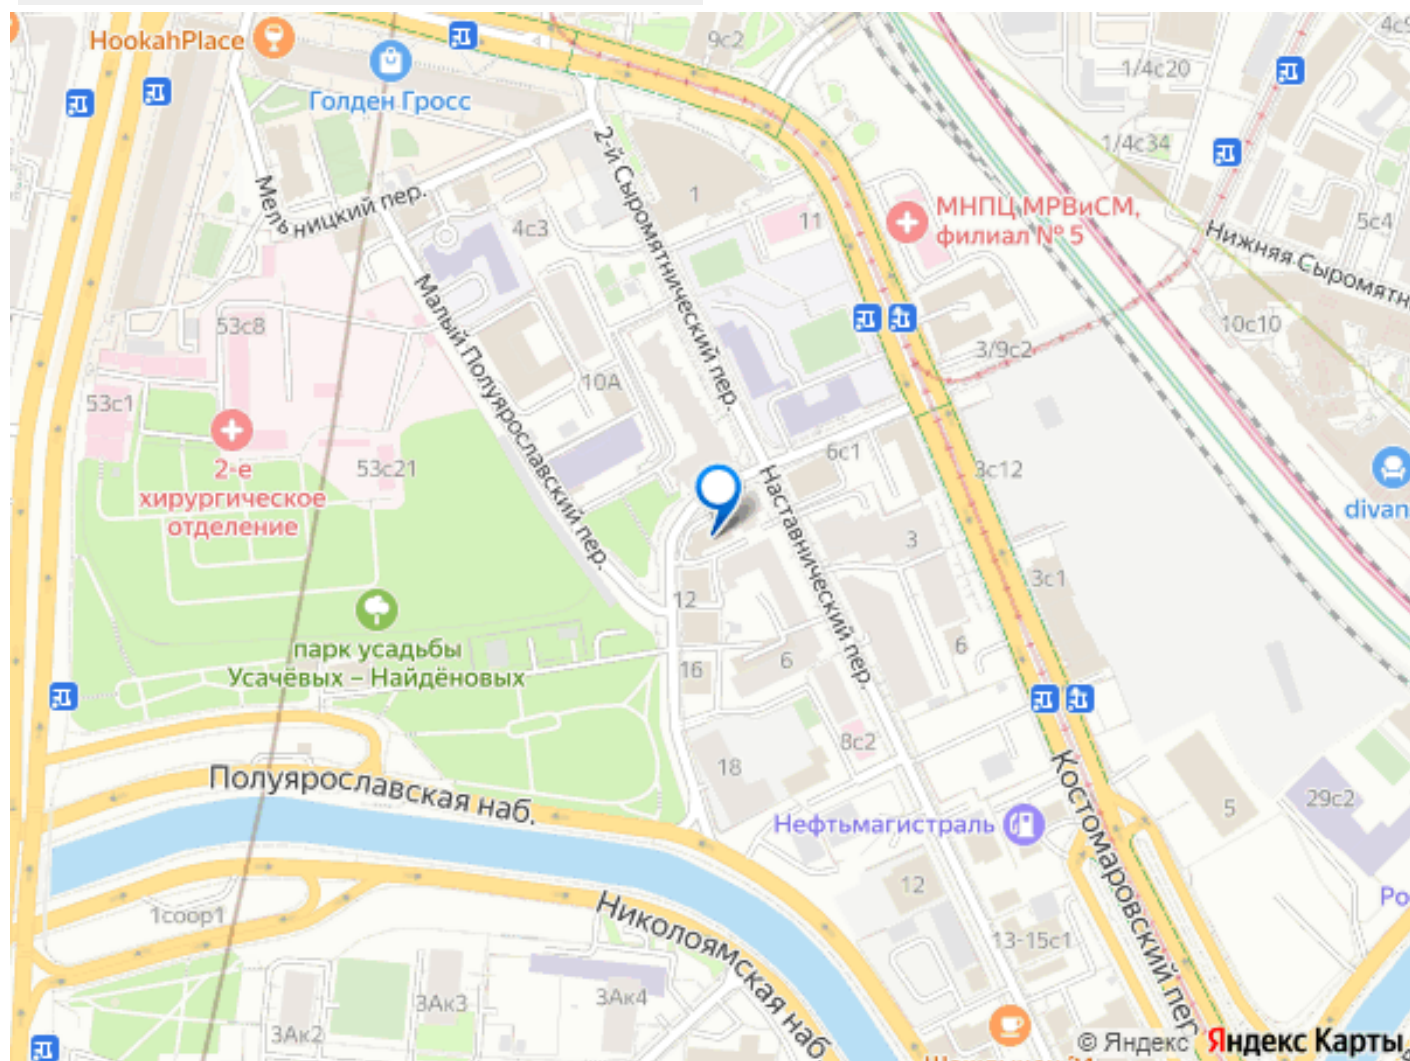 HookahPlace
Голден Гросс
9с2
1/4с20
4с9
1/4с34
2-й Сыромятнический пер.
1
11
МНПЦ МРВиСМ,
филиал № 5
5с4
Мельницкий пер.
4с3
Нижняя Сыромятн
Малый Полуярославский пер.
53с8
10с10
3/9с2
10А
53с1
6с1
2-е
хирургическое
отделение
53с21
3с12
divan
Наставнический пер.
3
3с1
12
парк усадьбы
Усачёвых – Найдёновых
16
6
6
8с2
18
Полуярославская наб.
Нефтьмагистраль
Костомаровский пер
5
29с2
12
Ро
1соор1
Николоямская наб
13-15с1
3Ак2
3Ак3
3Ак4
© Яндекс Яндекс Карты